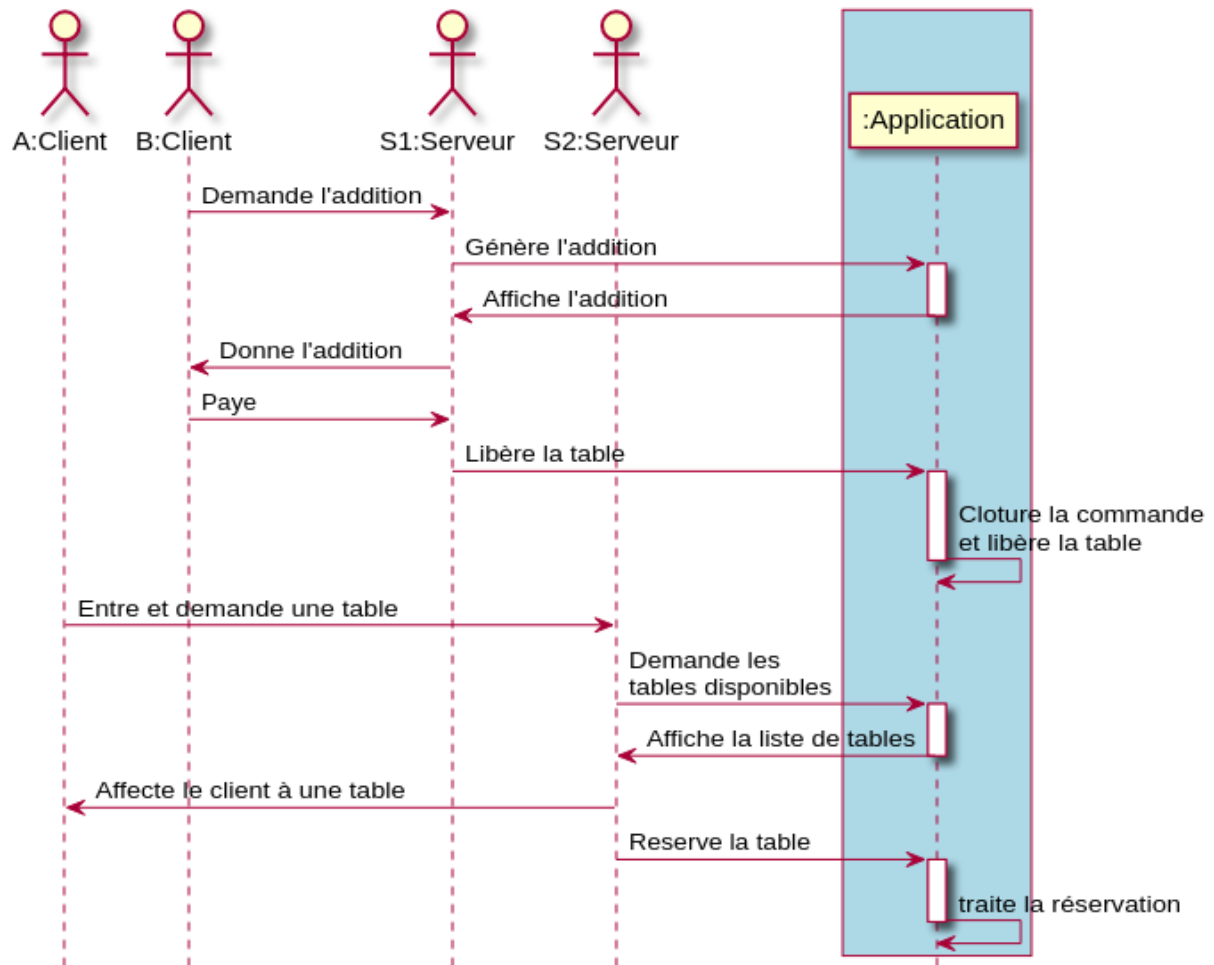 A:Client
B:Client
S1:Serveur
S2:Serveur
:Application
Demande l'addition
Génère l'addition
Affiche l'addition
Donne l'addition
Paye
Libère la table
Cloture la commande
et libère la table
Entre et demande une table
Demande les
tables disponibles
Affiche la liste de tables
Affecte le client à une table
Reserve la table
traite la réservation